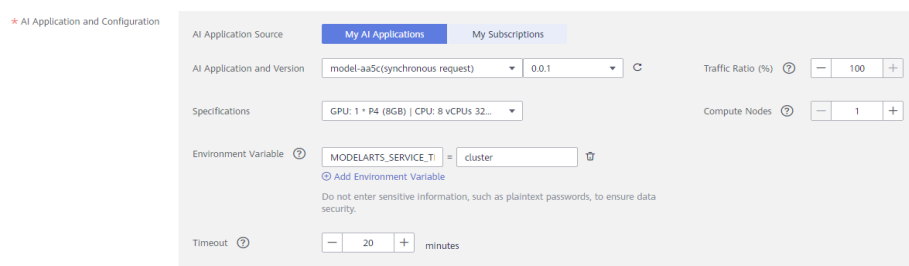 * AI Application and Configuration
AI Application Source My AI Applications My Subscriptions
AI Application and Version model-aa5c(synchronous request) 0.0.1 Traffic Ratio (%) ? − 100 +
Specifications GPU: 1 * P4 (8GB) | CPU: 8 vCPUs 32... Compute Nodes ? − 1 +
Environment Variable ? MODELARTS_SERVICE_T = cluster
Add Environment Variable
Do not enter sensitive information, such as plaintext passwords, to ensure data
security.
Timeout ? − 20 + minutes